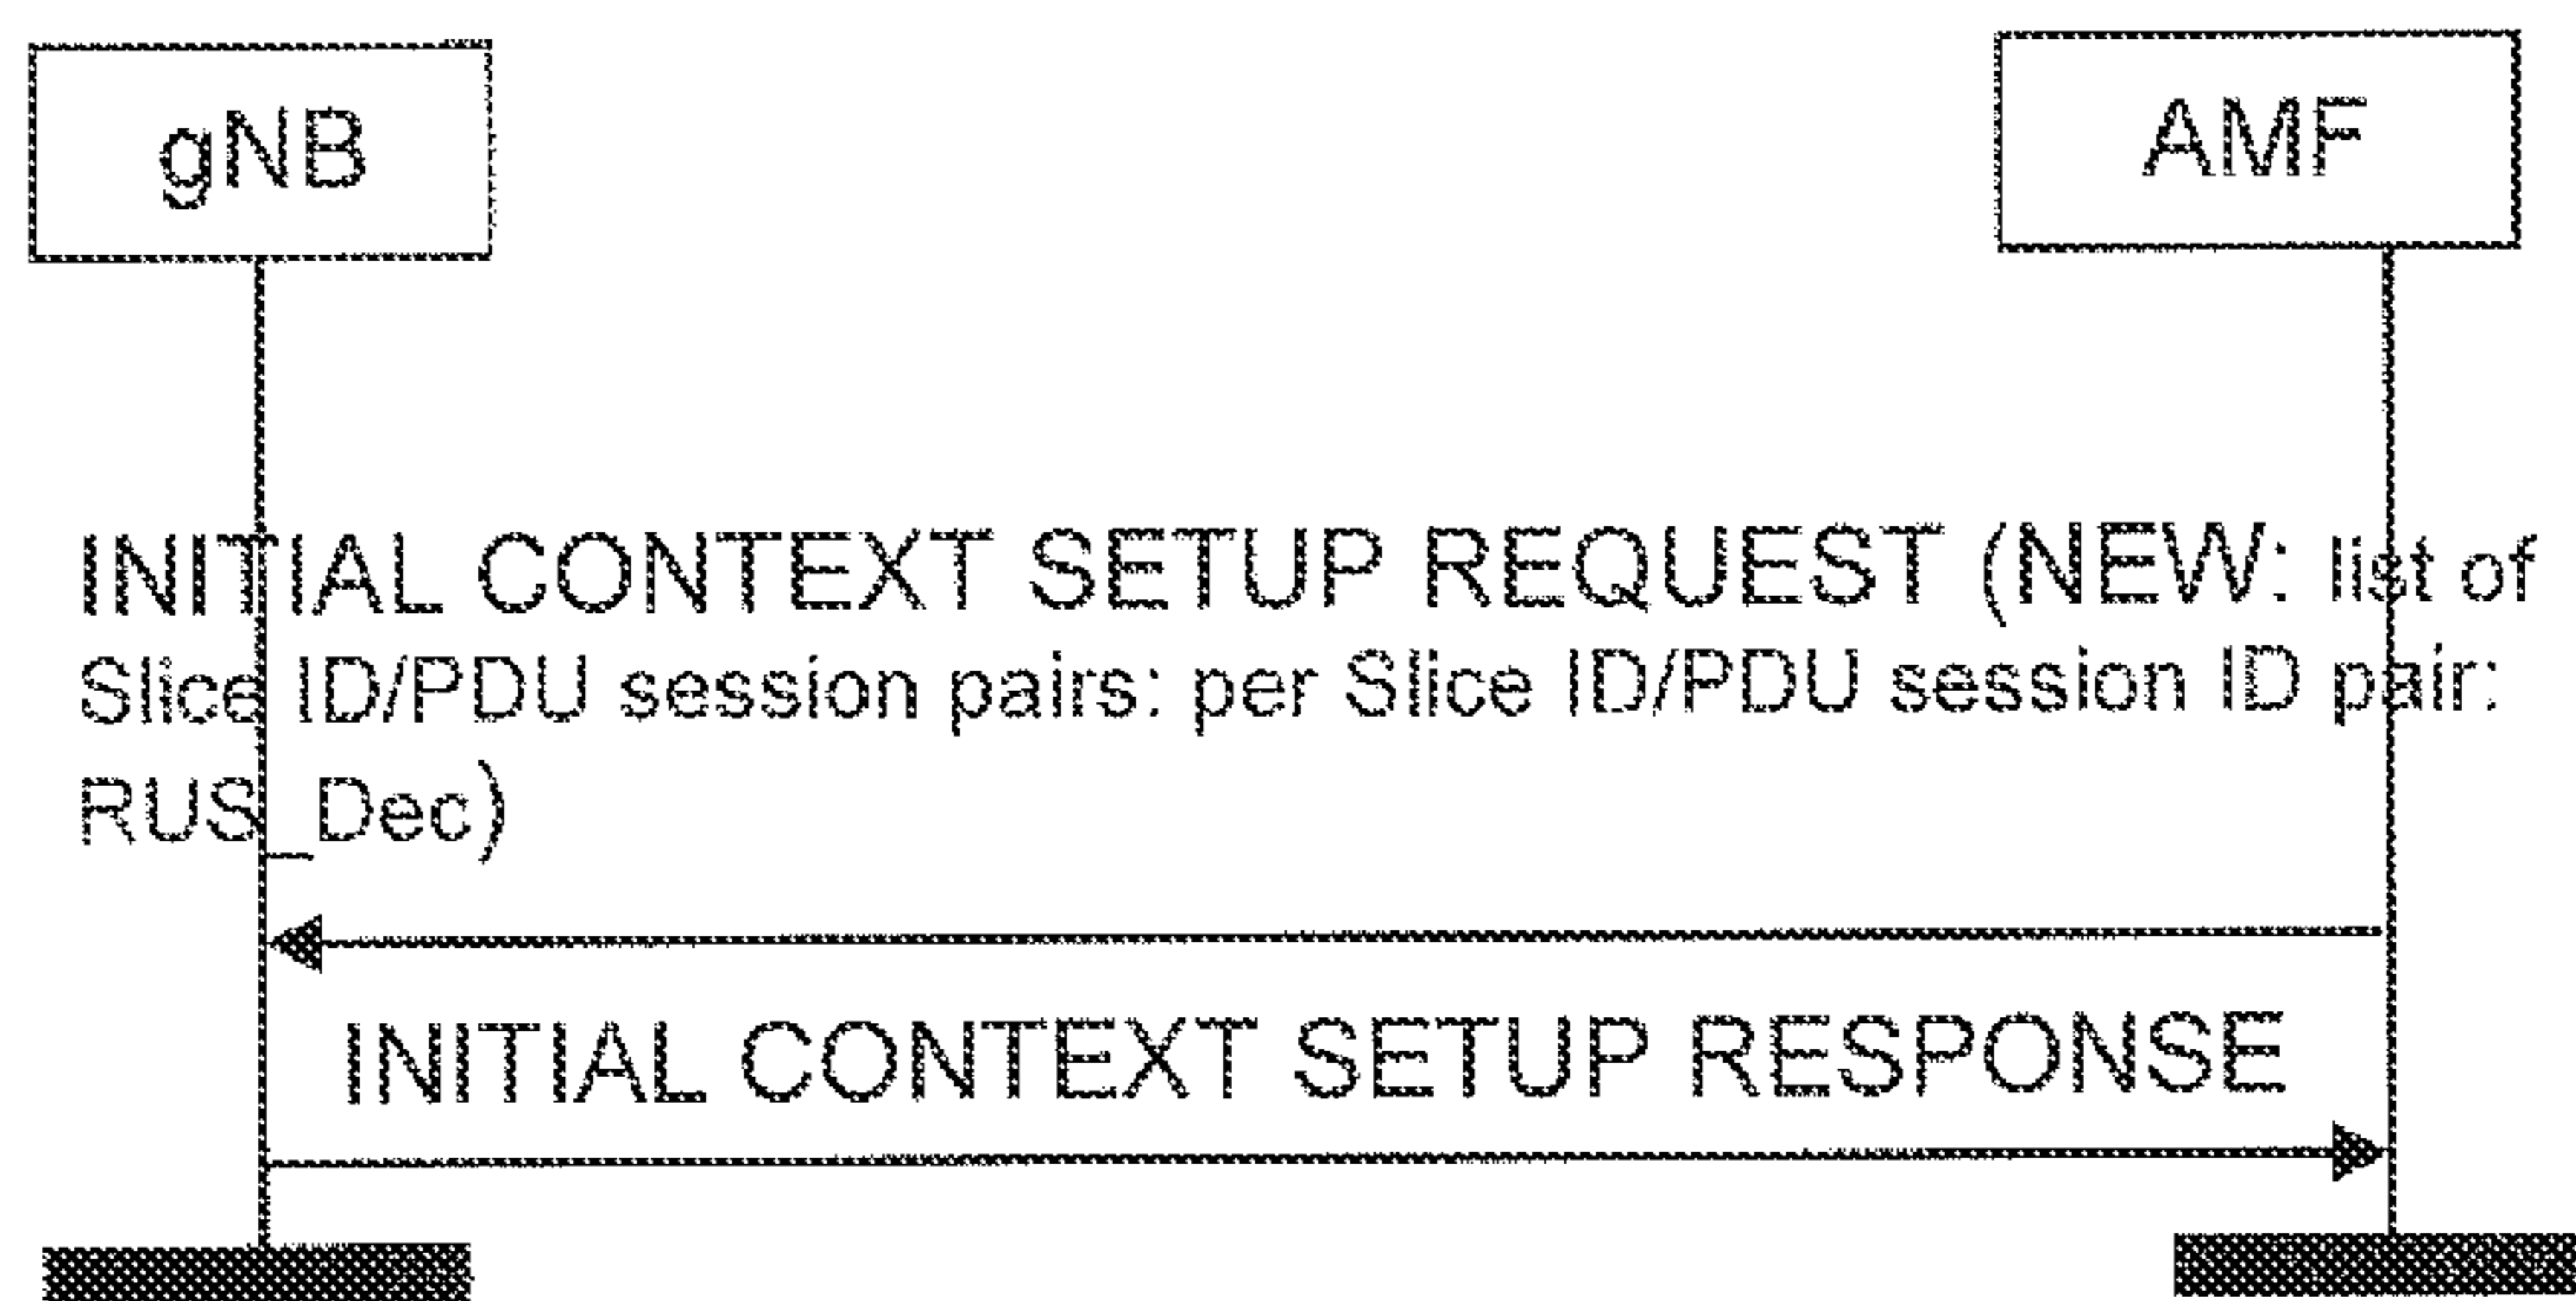 gNB
AMF
INITIAL CONTEXT SETUP REQUEST (NEW: list of
Slice ID/PDU session pairs: per Slice ID/PDU session ID pair:
RUS_Dec)
INITIAL CONTEXT SETUP RESPONSE